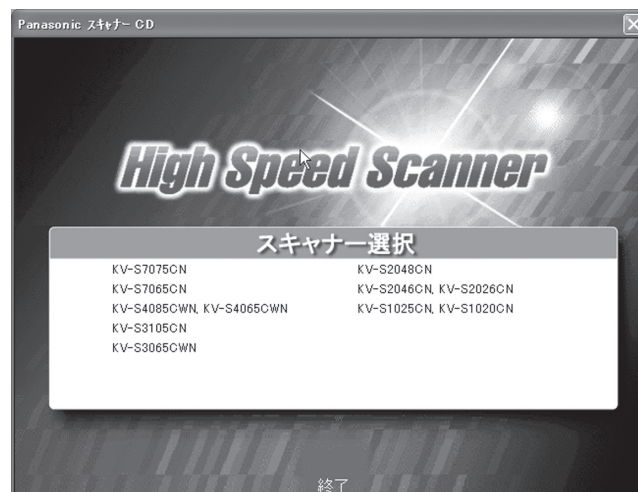 Panasonic スキャナー CD
High Speed Scanner
スキャナー選択
KV-S7075CN
KV-S7065CN
KV-S4085CWN, KV-S4065CWN
KV-S3105CN
KV-S3065CWN
KV-S2048CN
KV-S2046CN, KV-S2026CN
KV-S1025CN, KV-S1020CN
終了